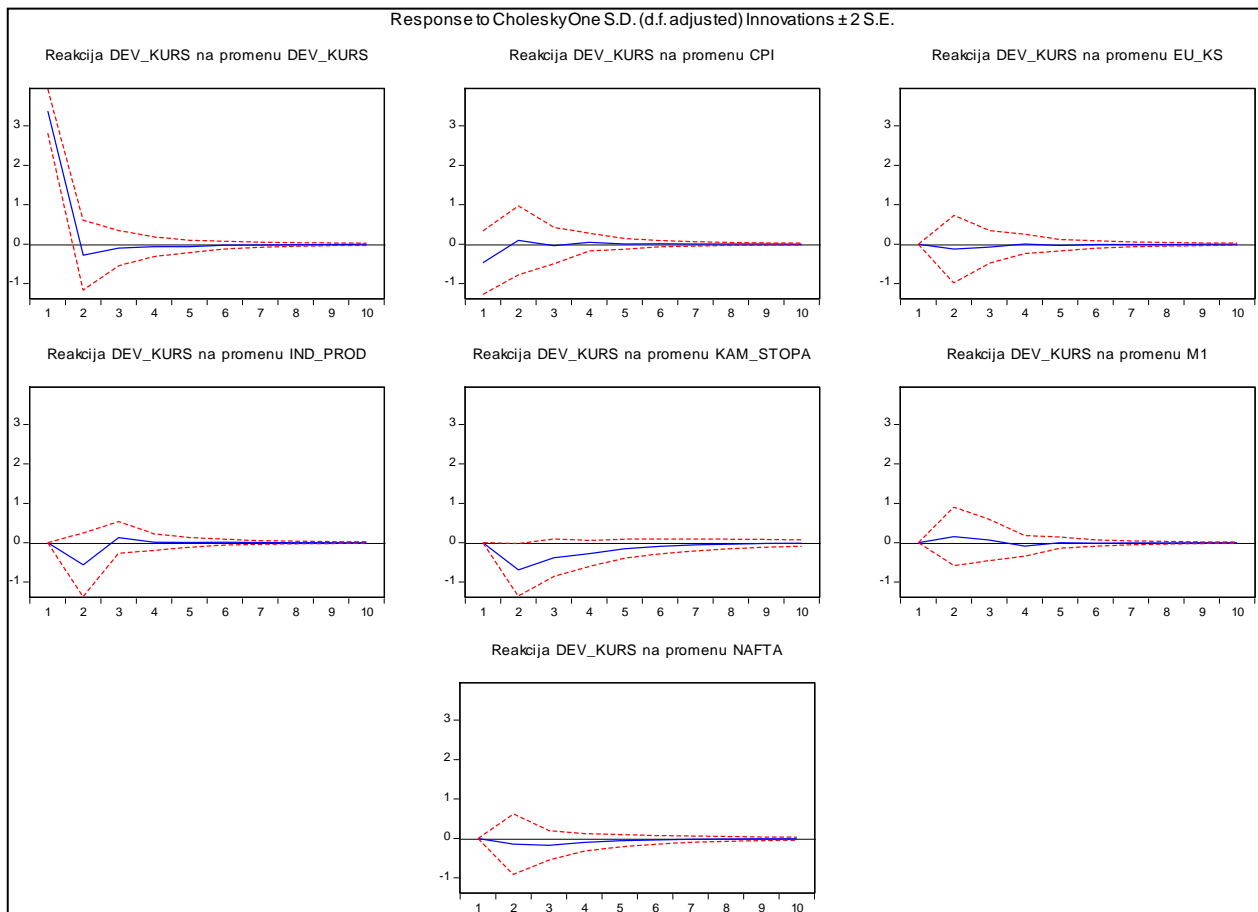 Response to Cholesky One S.D. (d.f. adjusted) Innovations ± 2 S.E.
Reakcija DEV_KURS na promenu DEV_KURS
3
2
1
0
-1
1 2 3 4 5 6 7 8 9 10
Reakcija DEV_KURS na promenu CPI
3
2
1
0
-1
1 2 3 4 5 6 7 8 9 10
Reakcija DEV_KURS na promenu EU_KS
3
2
1
0
-1
1 2 3 4 5 6 7 8 9 10
Reakcija DEV_KURS na promenu IND_PROD
3
2
1
0
-1
1 2 3 4 5 6 7 8 9 10
Reakcija DEV_KURS na promenu KAM_STOPA
3
2
1
0
-1
1 2 3 4 5 6 7 8 9 10
Reakcija DEV_KURS na promenu M1
3
2
1
0
-1
1 2 3 4 5 6 7 8 9 10
Reakcija DEV_KURS na promenu NAFTA
3
2
1
0
-1
1 2 3 4 5 6 7 8 9 10